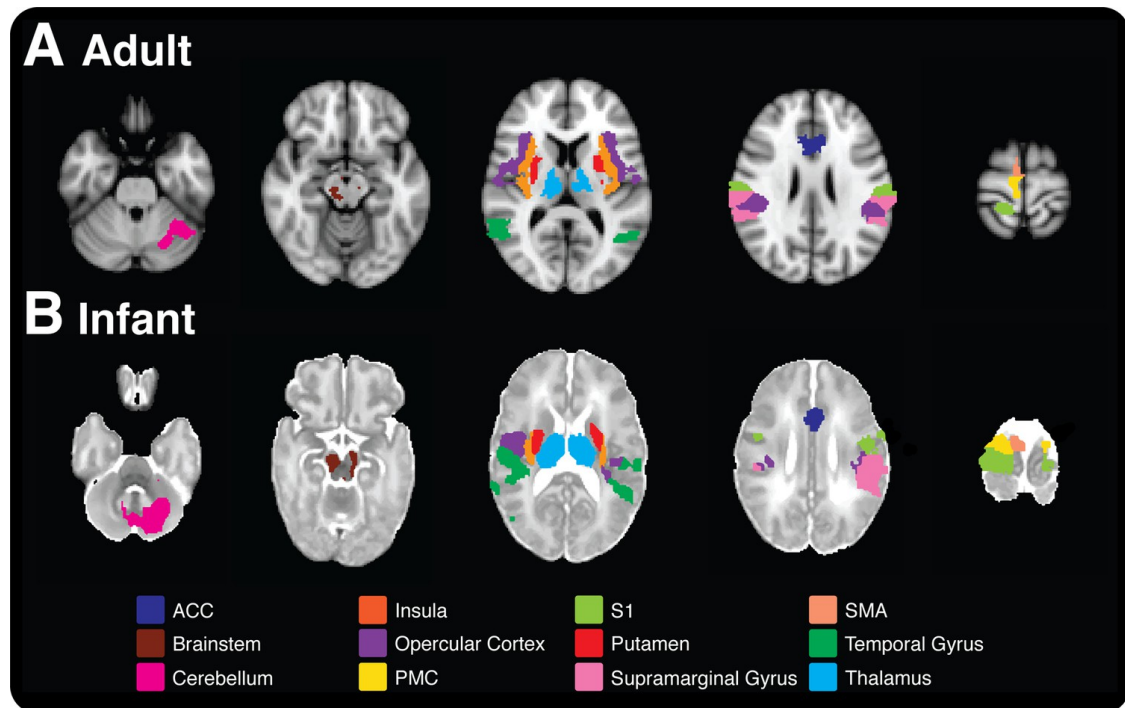 A Adult
B Infant
ACC Insula S1 SMA
Brainstem Opercular Cortex Putamen Temporal Gyrus
Cerebellum PMC Supramarginal Gyrus Thalamus